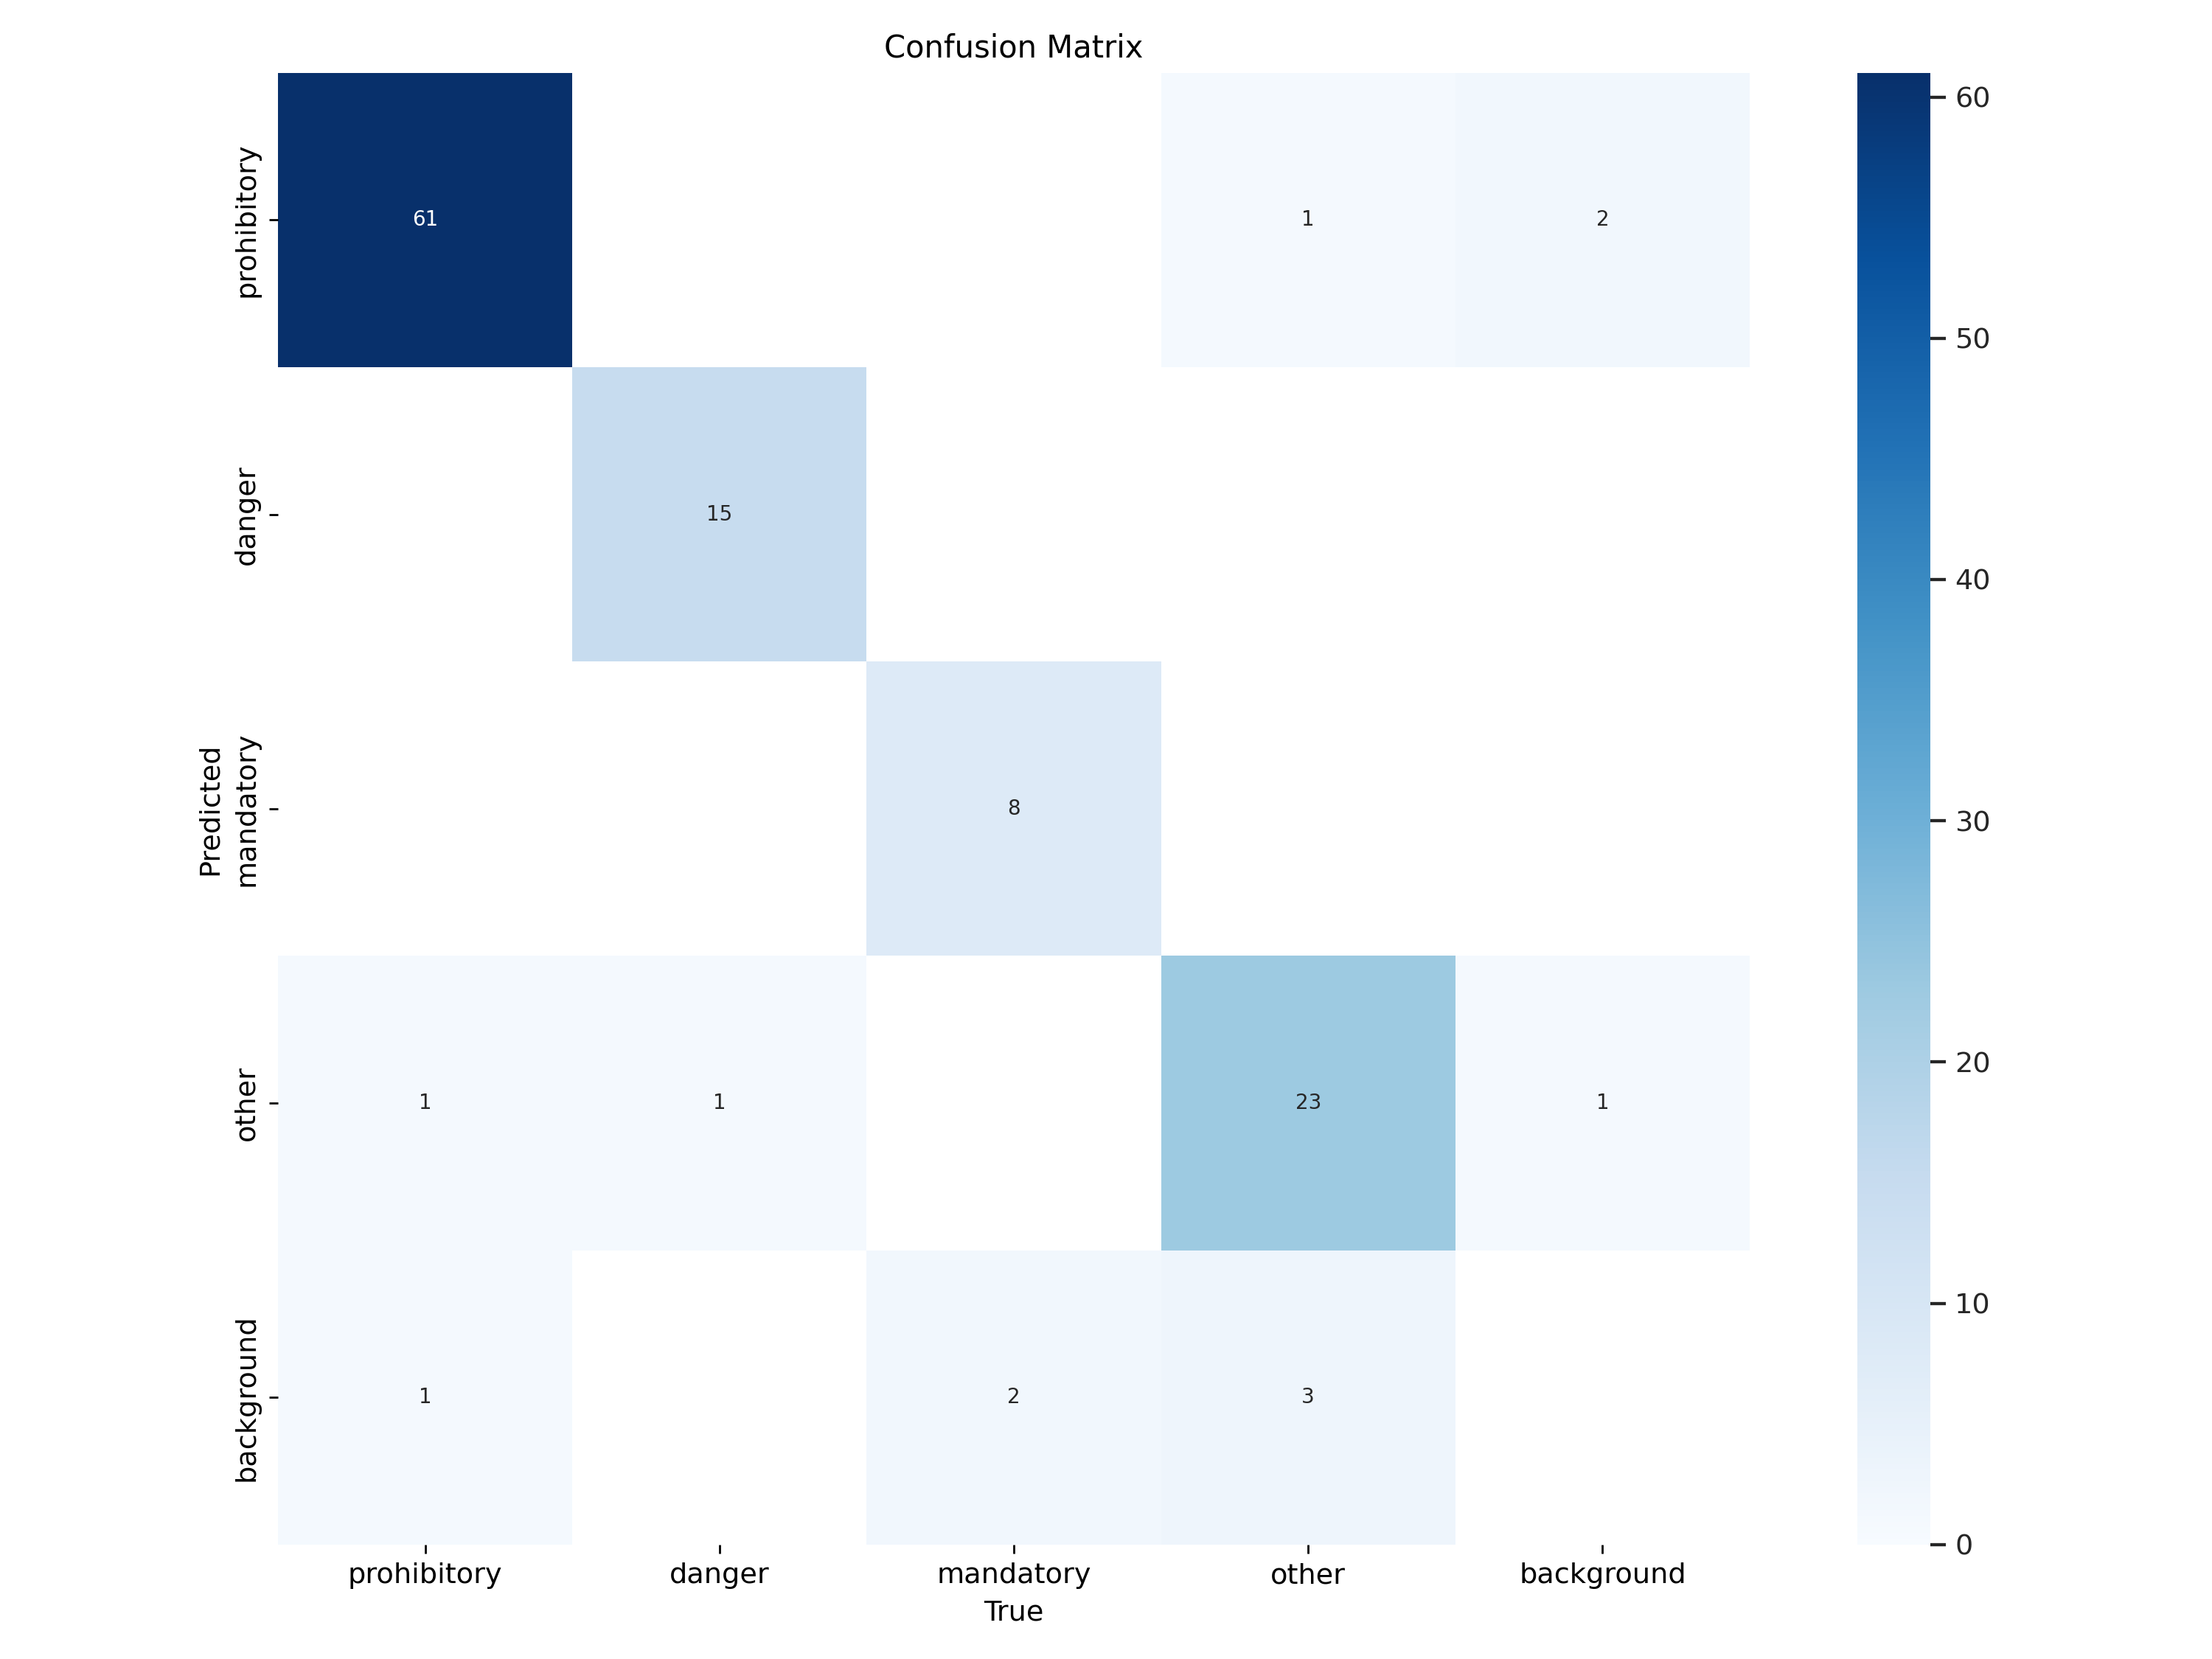 Confusion Matrix
prohibitory
61
1
2
danger
15
Predicted
mandatory
8
other
1
1
23
1
background
1
2
3
prohibitory
danger
mandatory
other
background
True
60
50
40
30
20
10
0